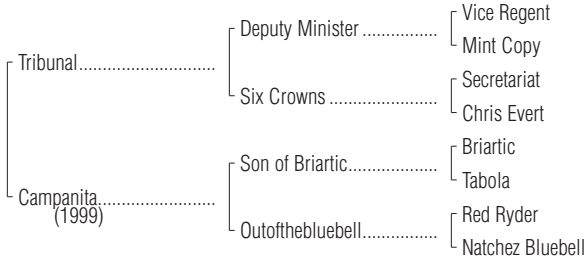 Vice Regent
Deputy Minister ................
Mint Copy
Tribunal.............................
Secretariat
Six Crowns .......................
Chris Evert
Briartic
Son of Briartic...................
Tabola
Campanita.........................
(1999)
Red Ryder
Outofthebluebell................
Natchez Bluebell